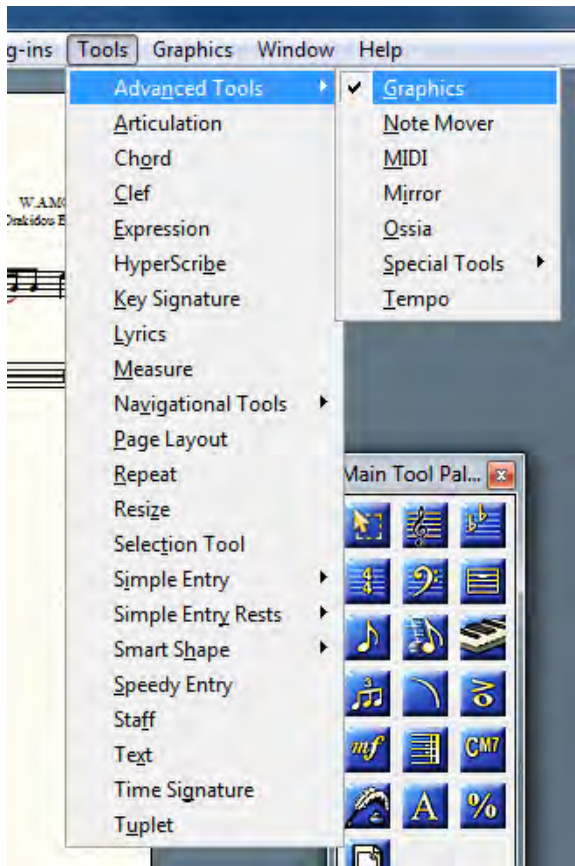 g-ins Tools Graphics Window Help
Advanced Tools
Articulation
Chord
Clef
Expression
HyperScribe
Key Signature
Lyrics
Measure
Navigational Tools
Page Layout
Repeat
Resize
Selection Tool
Simple Entry
Simple Entry Rests
Smart Shape
Speedy Entry
Staff
Text
Time Signature
Tuplet
Graphics
Note Mover
MIDI
Mirror
Ossia
Special Tools
Tempo
W.AMO
Main Tool Pal...
mf CM7
A %